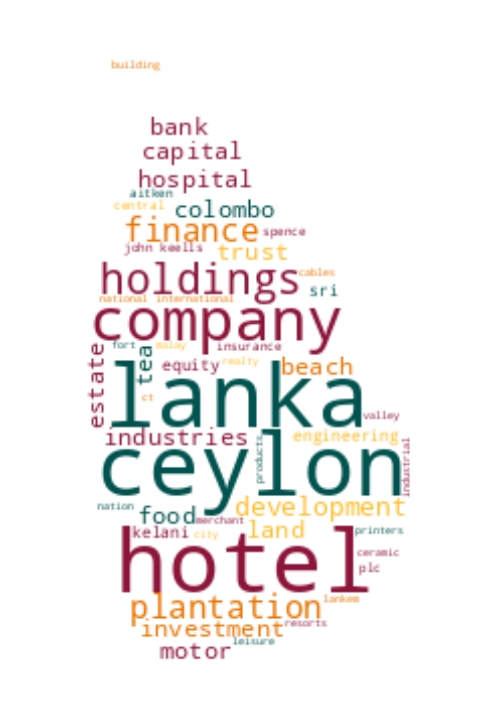 building
bank
capital
hospital
aitken
central
colombo
finance
spence
john keells
trust
holdings
cables
sri
national international
company
fort
malay
insurance
estate
tea
equity
realty
beach
lanka
ct
valley
industries
engineering
ceylon
products
industrial
nation
development
food
merchant
kelani
city
land
printers
hotel
ceramic
plc
plantation
lankem
investment
resorts
leisure
motor